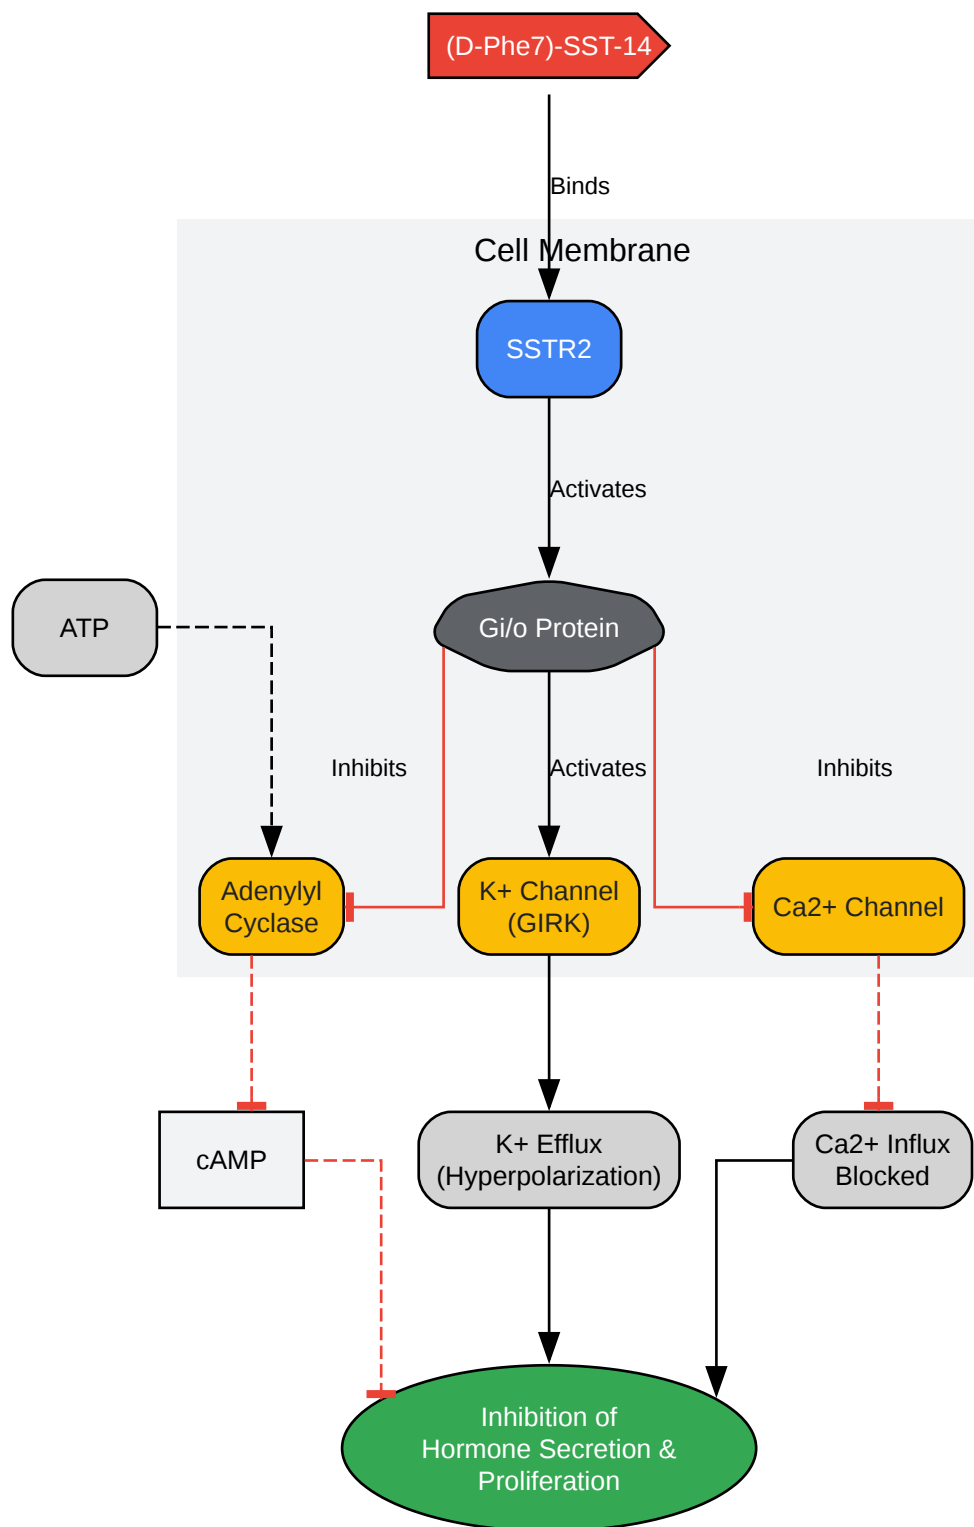 (D-Phe7)-SST-14
Binds
Cell Membrane
SSTR2
Activates
ATP
Gi/o Protein
Inhibits
Activates
Inhibits
Adenylyl
Cyclase
K+ Channel
(GIRK)
Ca2+ Channel
cAMP
K+ Efflux
(Hyperpolarization)
Ca2+ Influx
Blocked
Inhibition of
Hormone Secretion &
Proliferation